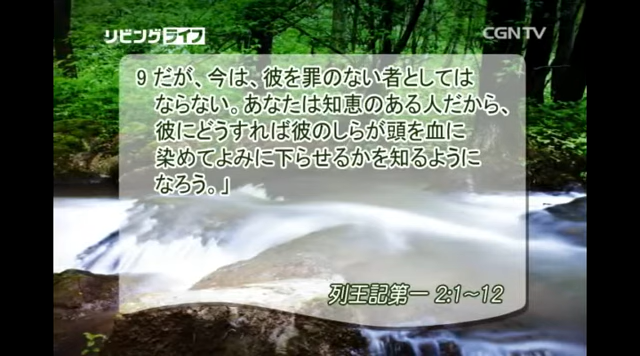 リビングライフ
CGNTV
9 だが、今は、彼を罪のない者としては
ならない。あなたは知恵のある人だから、
彼にどうすれば彼のしらが頭を血に
染めてよみに下らせるかを知るように
なろう。」
列王記第一 2:1~12